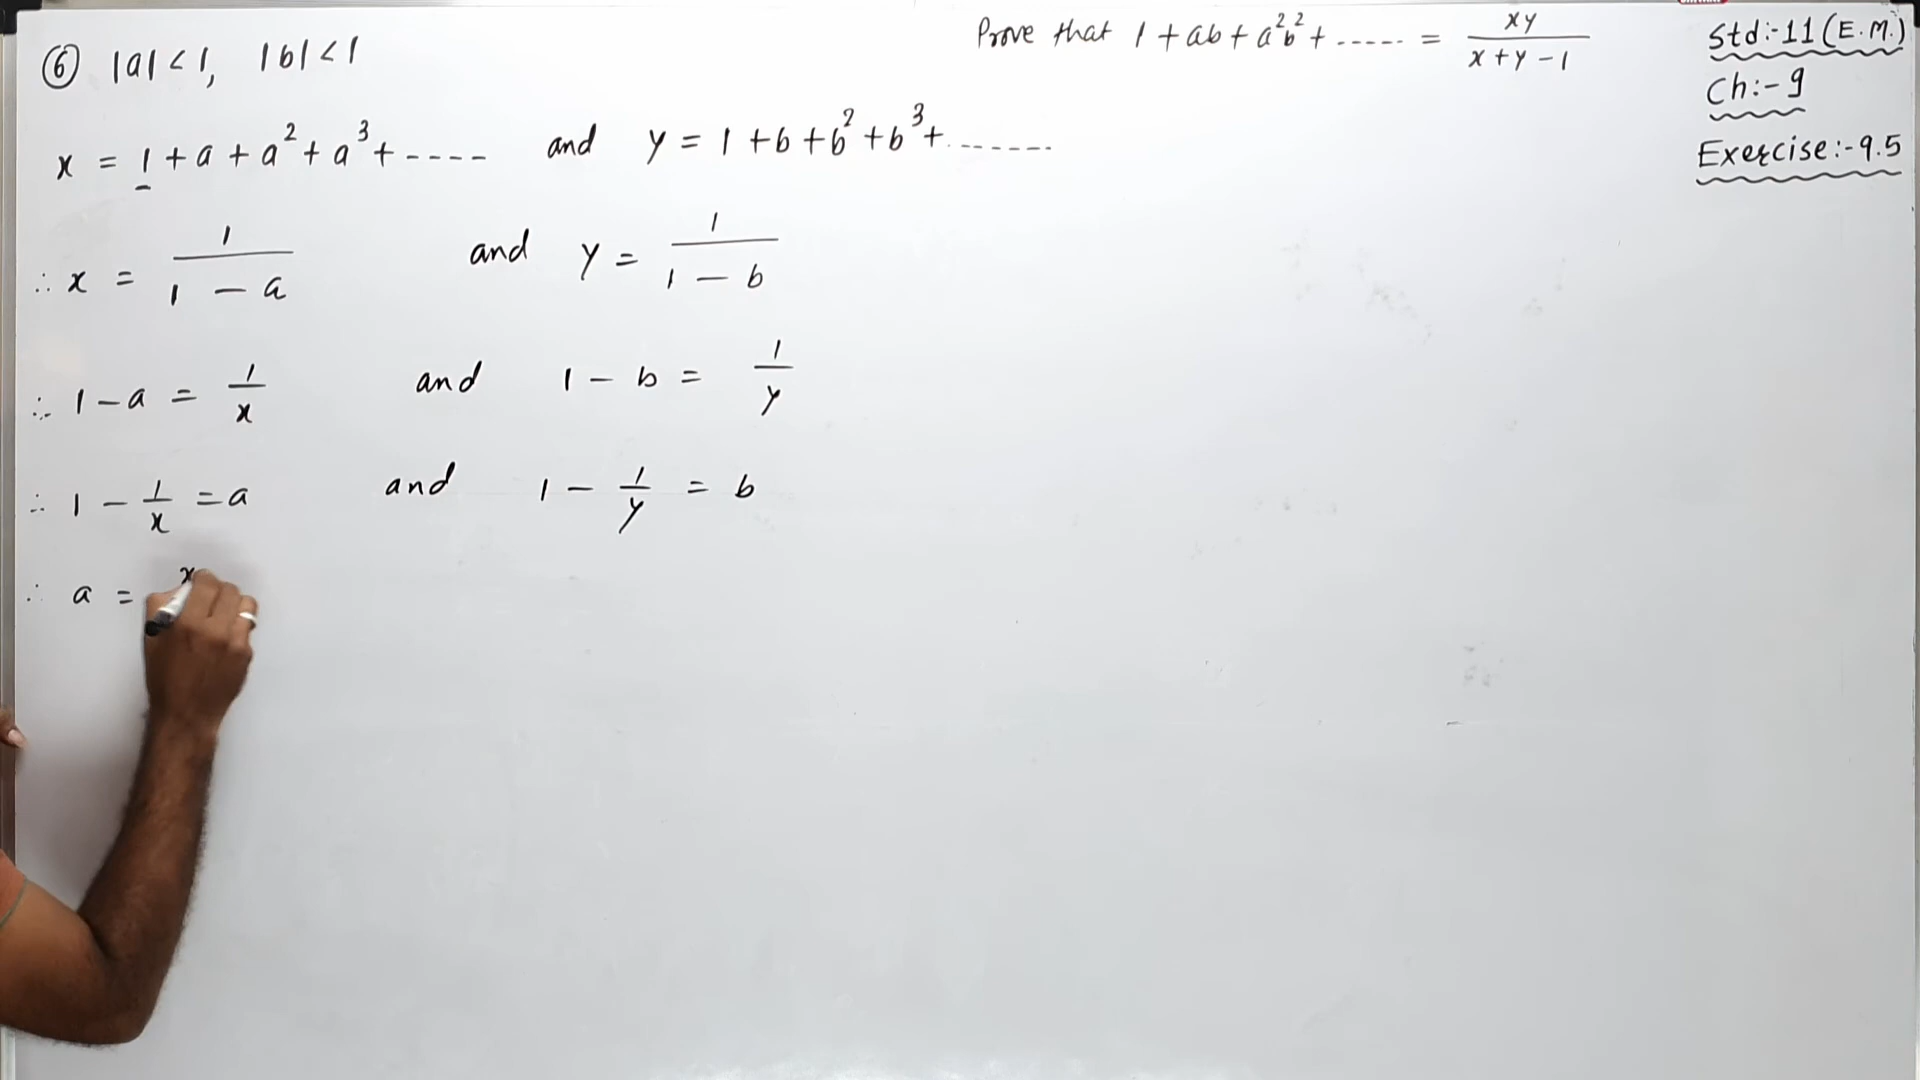 ⑥ |a| < 1, |b| < 1
Prove that 1 + ab + a²b² + ...... = xy / (x + y - 1)
Std:-11 (E.M.)
Ch:- 9
Exercise:-9.5
x = 1 + a + a² + a³ + ---- and y = 1 + b + b² + b³ + .......
∴ x = 1 / (1 - a) and y = 1 / (1 - b)
∴ 1 - a = 1/x and 1 - b = 1/y
∴ 1 - 1/x = a and 1 - 1/y = b
∴ a = x